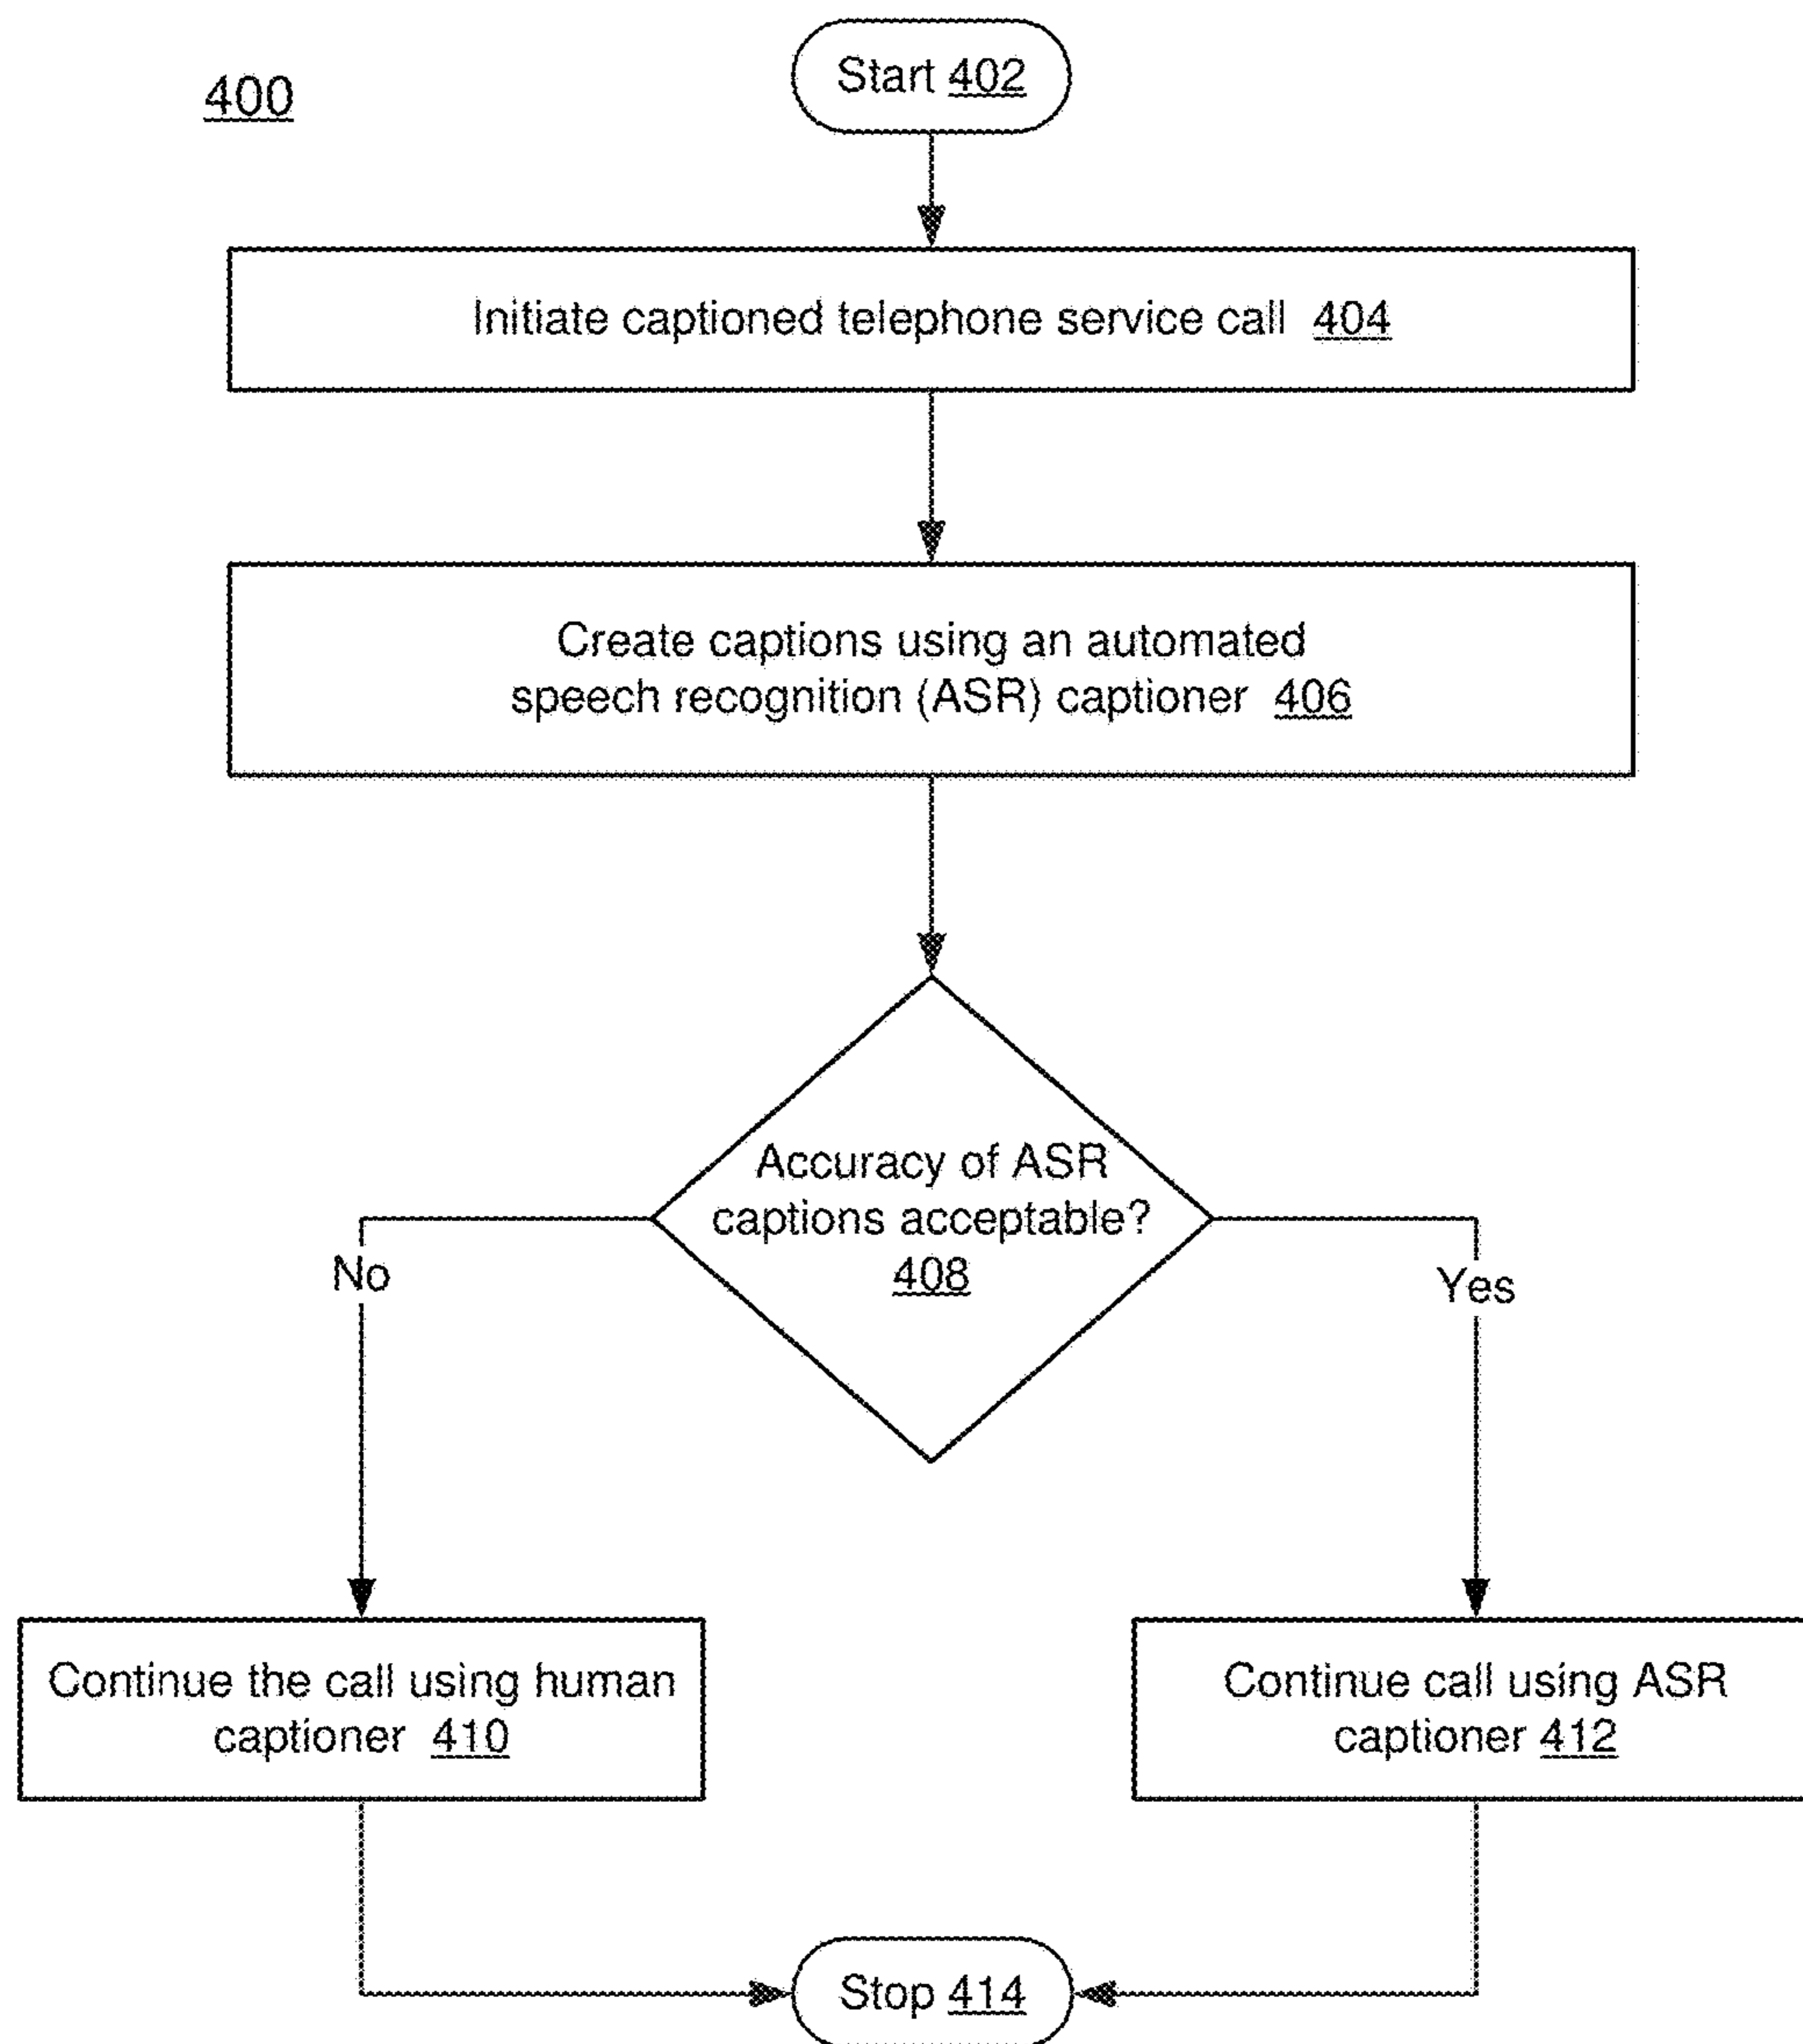 400
Start 402
Initiate captioned telephone service call 404
Create captions using an automated
speech recognition (ASR) captioner 406
Accuracy of ASR
captions acceptable?
408
No
Yes
Continue the call using human
captioner 410
Continue call using ASR
captioner 412
Stop 414